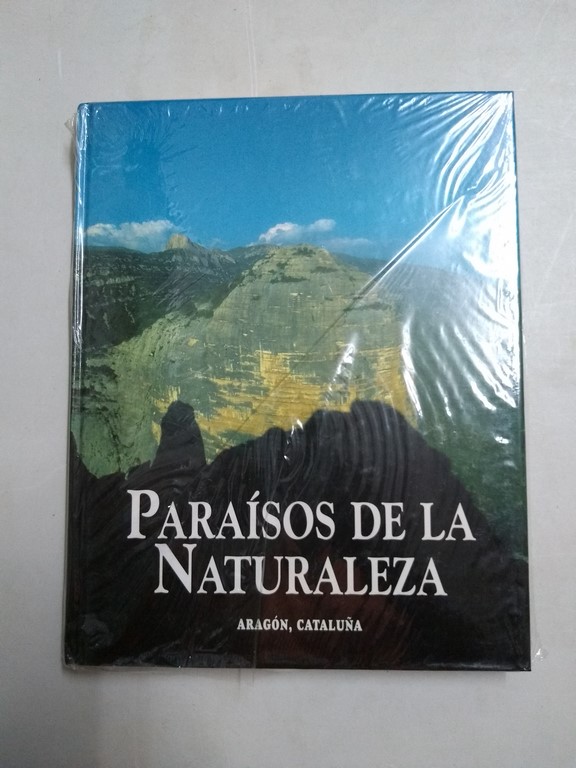 PARAÍSOS DE LA
NATURALEZA
ARAGÓN, CATALUÑA